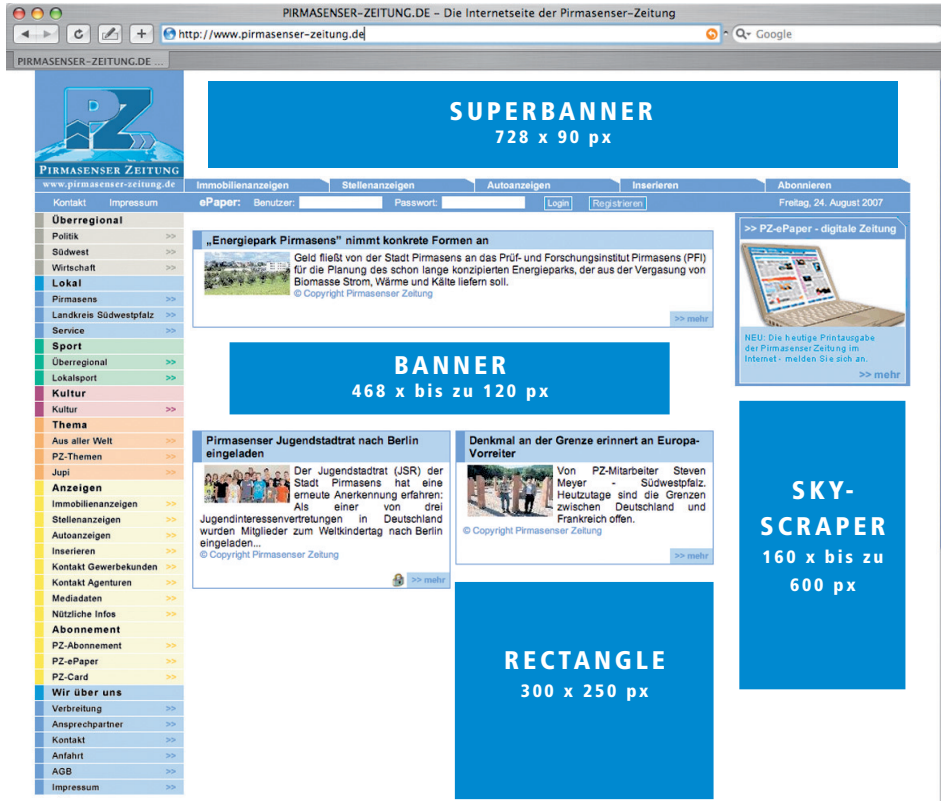 PIRMASENSER-ZEITUNG.DE – Die Internetseite der Pirmasenser-Zeitung
http://www.pirmasenser-zeitung.de
Google
PIRMASENSER-ZEITUNG.DE ...
PZ
PIRMASENSER ZEITUNG
www.pirmasenser-zeitung.de
SUPERBANNER
728 x 90 px
Immobilienanzeigen
Stellenanzeigen
Autoanzeigen
Inserieren
Abonnieren
Kontakt Impressum
ePaper: Benutzer: Passwort: Login Registrieren
Freitag, 24. August 2007
Überregional
Politik >>
Südwest >>
Wirtschaft >>
Lokal
Pirmasens >>
Landkreis Südwestpfalz >>
Service >>
Sport
Überregional >>
Lokalsport >>
Kultur
Kultur >>
Thema
Aus aller Welt >>
PZ-Themen >>
Jupi >>
Anzeigen
Immobilienanzeigen >>
Stellenanzeigen >>
Autoanzeigen >>
Inserieren >>
Kontakt Gewerbekunden >>
Kontakt Agenturen >>
Mediadaten >>
Nützliche Infos >>
Abonnement
PZ-Abonnement >>
PZ-ePaper >>
PZ-Card >>
Wir über uns
Verbreitung >>
Ansprechpartner >>
Kontakt >>
Anfahrt >>
AGB >>
Impressum >>
„Energiepark Pirmasens" nimmt konkrete Formen an
Geld fließt von der Stadt Pirmasens an das Prüf- und Forschungsinstitut Pirmasens (PFI)
für die Planung des schon lange konzipierten Energieparks, der aus der Vergasung von
Biomasse Strom, Wärme und Kälte liefern soll.
© Copyright Pirmasenser Zeitung
>> mehr
BANNER
468 x bis zu 120 px
Pirmasenser Jugendstadtrat nach Berlin
eingeladen
Der Jugendstadtrat (JSR) der
Stadt Pirmasens hat eine
erneute Anerkennung erfahren:
Als einer von drei
Jugendinteressenvertretungen in Deutschland
wurden Mitglieder zum Weltkindertag nach Berlin
eingeladen...
© Copyright Pirmasenser Zeitung
>> mehr
Denkmal an der Grenze erinnert an Europa-
Vorreiter
Von PZ-Mitarbeiter Steven
Meyer - Südwestpfalz.
Heutzutage sind die Grenzen
zwischen Deutschland und
Frankreich offen.
© Copyright Pirmasenser Zeitung
>> mehr
RECTANGLE
300 x 250 px
>> PZ-ePaper - digitale Zeitung
NEU: Die heutige Printausgabe
der Pirmasenser Zeitung im
Internet - melden Sie sich an.
>> mehr
SKY-
SCRAPER
160 x bis zu
600 px